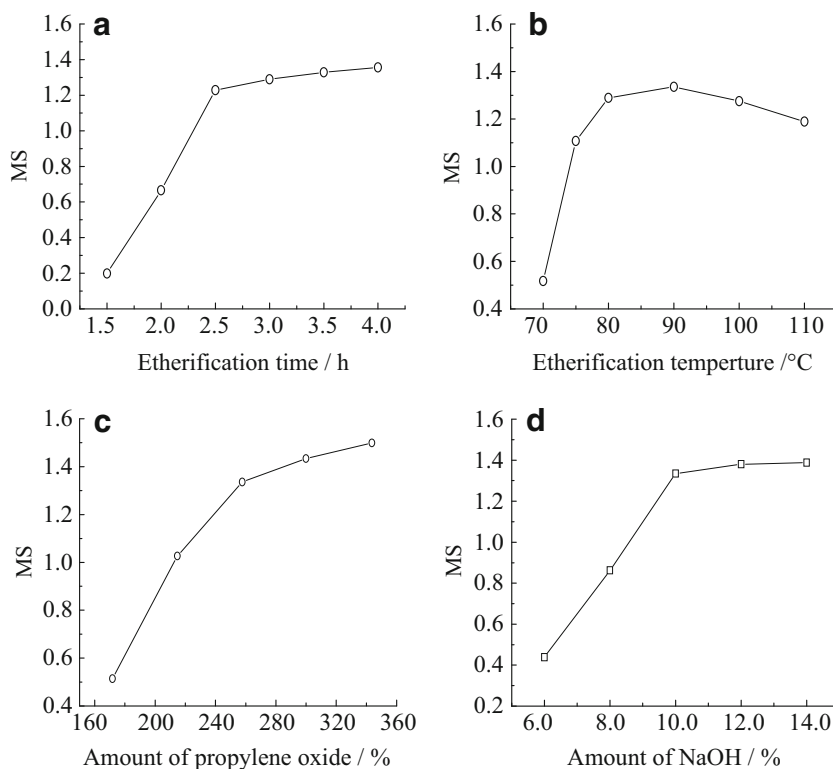 a
1.6
1.4
1.2
1.0
0.8
0.6
0.4
0.2
0.0
MS
1.5 2.0 2.5 3.0 3.5 4.0
Etherification time / h
b
1.6
1.4
1.2
1.0
0.8
0.6
0.4
MS
70 80 90 100 110
Etherification temperture /°C
c
1.6
1.4
1.2
1.0
0.8
0.6
0.4
MS
160 200 240 280 320 360
Amount of propylene oxide / %
d
1.6
1.4
1.2
1.0
0.8
0.6
0.4
0.2
MS
6.0 8.0 10.0 12.0 14.0
Amount of NaOH / %